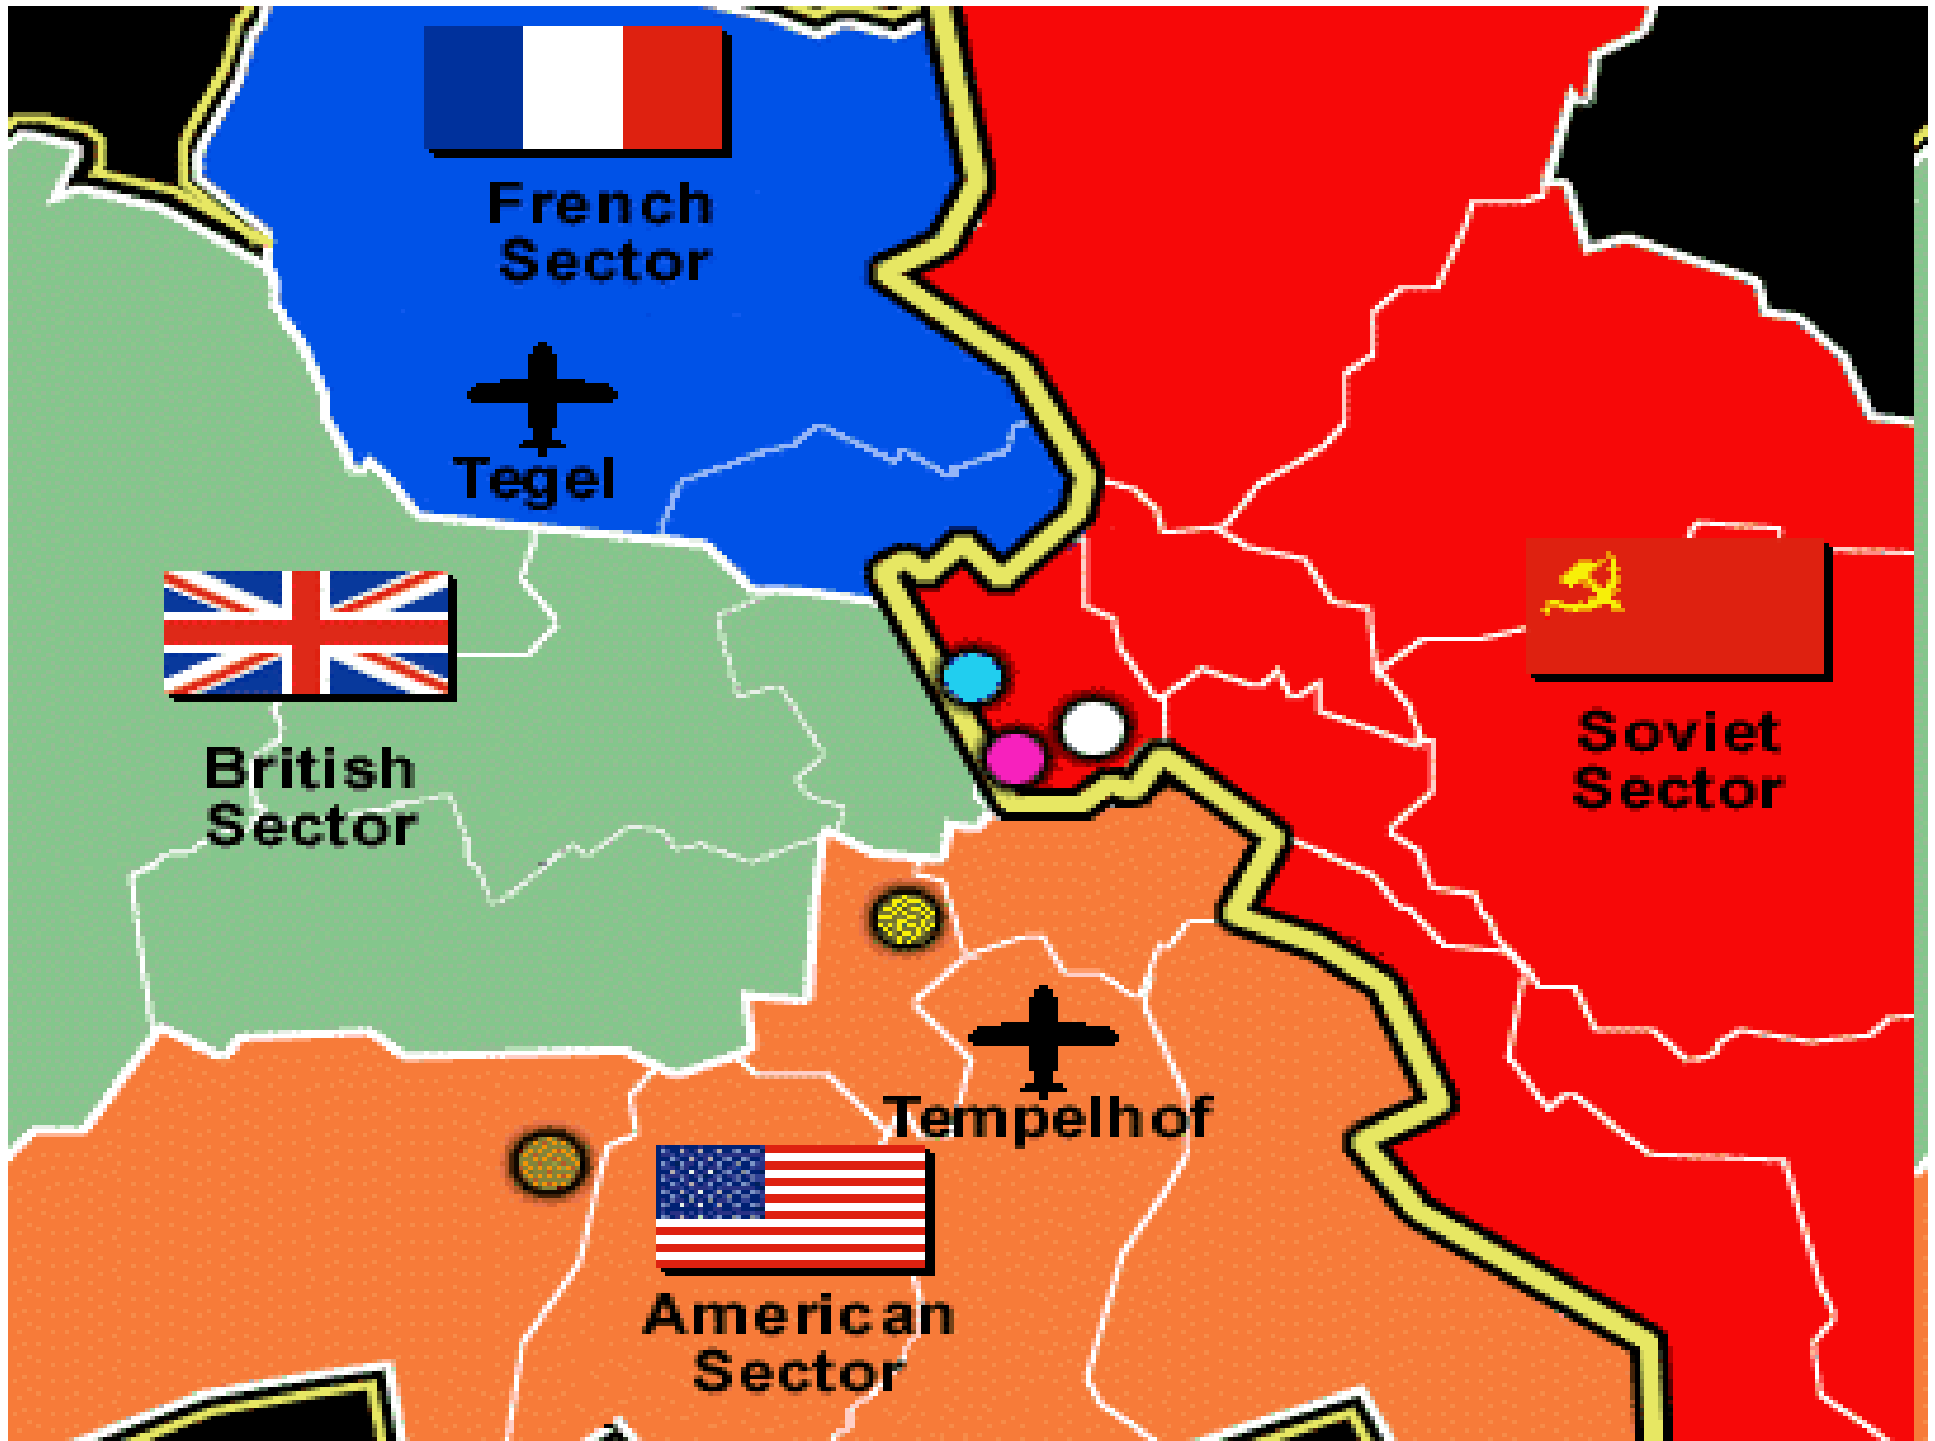 French
Sector
Tegel
British
Sector
Soviet
Sector
Tempelhof
American
Sector